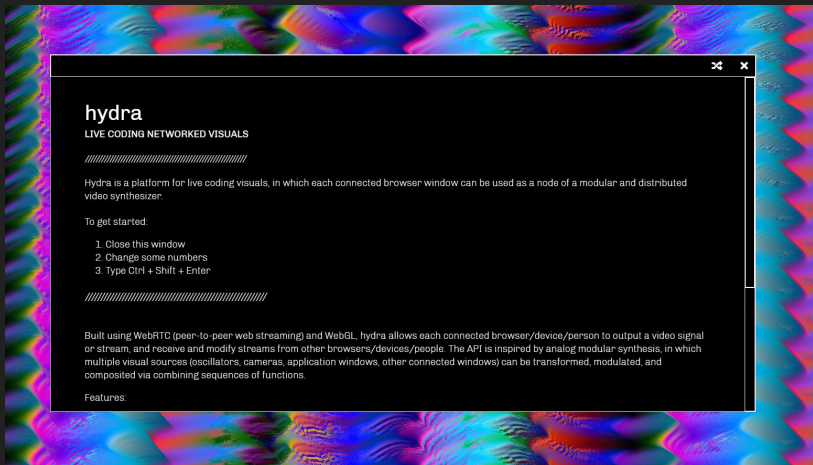 hydra
LIVE CODING NETWORKED VISUALS
//////////////////////////////////////////////////////
Hydra is a platform for live coding visuals, in which each connected browser window can be used as a node of a modular and distributed
video synthesizer.
To get started:
1. Close this window
2. Change some numbers
3. Type Ctrl + Shift + Enter
/////////////////////////////////////////////////////////////
Built using WebRTC (peer-to-peer web streaming) and WebGL, hydra allows each connected browser/device/person to output a video signal
or stream, and receive and modify streams from other browsers/devices/people. The API is inspired by analog modular synthesis, in which
multiple visual sources (oscillators, cameras, application windows, other connected windows) can be transformed, modulated, and
composited via combining sequences of functions.
Features: